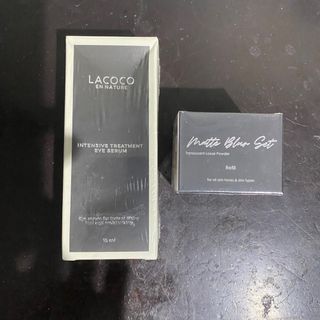 LACOCO
EN NATURE
INTENSIVE TREATMENT
EYE SERUM
15 ml
Matte Blur Set
Translucent Loose Powder
Refill
for all skin tones & skin types